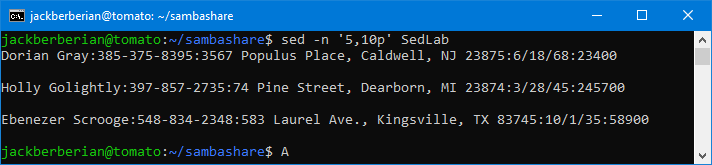 jackberberian@tomato: ~/sambashare
jackberberian@tomato:~/sambashare$ sed -n '5,10p' SedLab
Dorian Gray:385-375-8395:3567 Populus Place, Caldwell, NJ 23875:6/18/68:23400
Holly Golightly:397-857-2735:74 Pine Street, Dearborn, MI 23874:3/28/45:245700
Ebenezer Scrooge:548-834-2348:583 Laurel Ave., Kingsville, TX 83745:10/1/35:58900
jackberberian@tomato:~/sambashare$ A